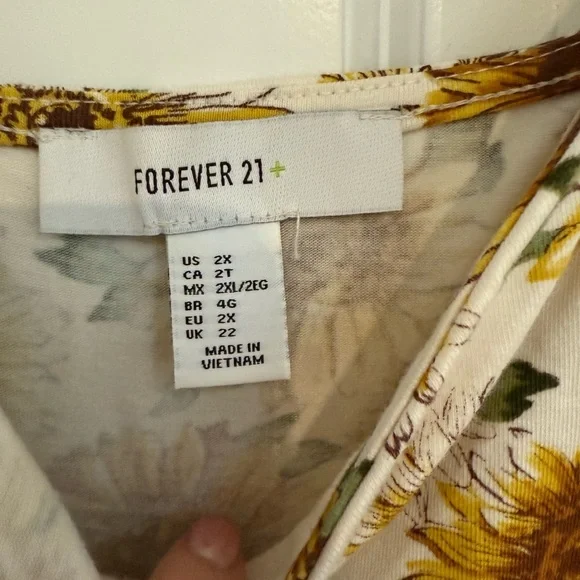 FOREVER 21+
US 2X
CA 2T
MX 2XL/2EG
BR 4G
EU 2X
UK 22
MADE IN
VIETNAM